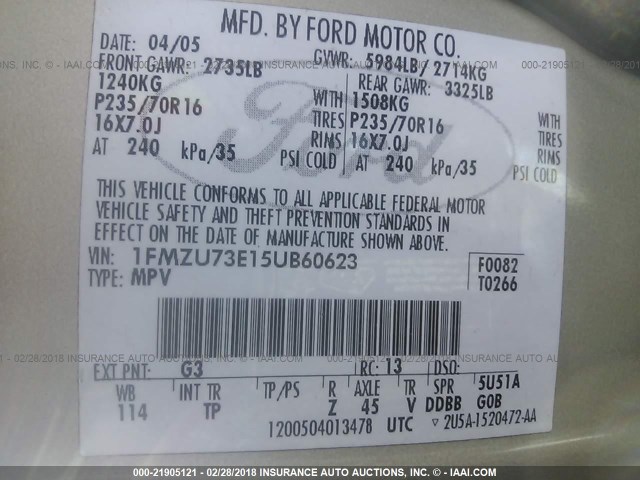 MFD. BY FORD MOTOR CO.
DATE: 04/05 GVWR: 5984LB/ 2714KG
FRONT GAWR: 2735LB REAR GAWR: 3325LB
1240KG WITH 1508KG WITH
P235/70R16 TIRES P235/70R16 TIRES
16X7.0J RIMS 16X7.0J RIMS
AT 240 kPa/35 PSI COLD AT 240 kPa/35 PSI COLD
THIS VEHICLE CONFORMS TO ALL APPLICABLE FEDERAL MOTOR
VEHICLE SAFETY AND THEFT PREVENTION STANDARDS IN
EFFECT ON THE DATE OF MANUFACTURE SHOWN ABOVE.
VIN: 1FMZU73E15UB60623 F0082
TYPE: MPV T0266
EXT PNT: G3 RC: 13 DSO:
WB INT TR TP/PS R AXLE TR SPR 5U51A
114 TP Z 45 V DDBB G0B
1200504013478 UTC 2U5A-1520472-AA
Ford
000-21905121 - 02/28/2018 INSURANCE AUTO AUCTIONS, INC. - IAAI.COM